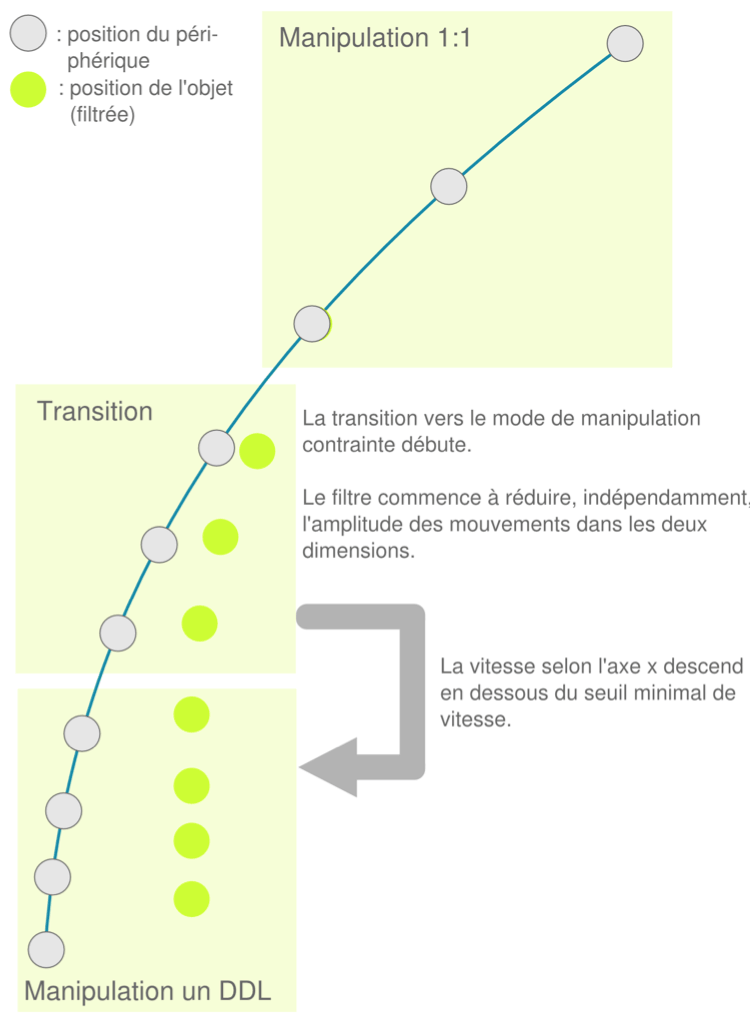 : position du péri-
phérique
: position de l'objet
(filtrée)
Manipulation 1:1
Transition
La transition vers le mode de manipulation
contrainte débute.
Le filtre commence à réduire, indépendamment,
l'amplitude des mouvements dans les deux
dimensions.
La vitesse selon l'axe x descend
en dessous du seuil minimal de
vitesse.
Manipulation un DDL